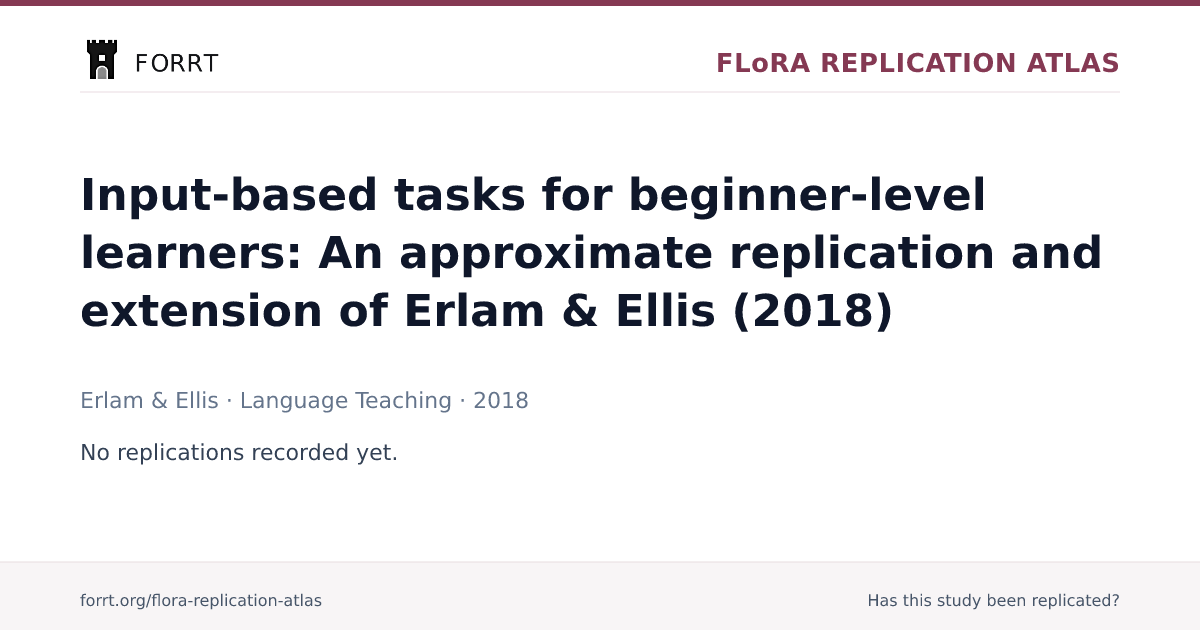 FORRT
FLoRA REPLICATION ATLAS
Input-based tasks for beginner-level
learners: An approximate replication and
extension of Erlam & Ellis (2018)
Erlam & Ellis · Language Teaching · 2018
No replications recorded yet.
forrt.org/flora-replication-atlas
Has this study been replicated?